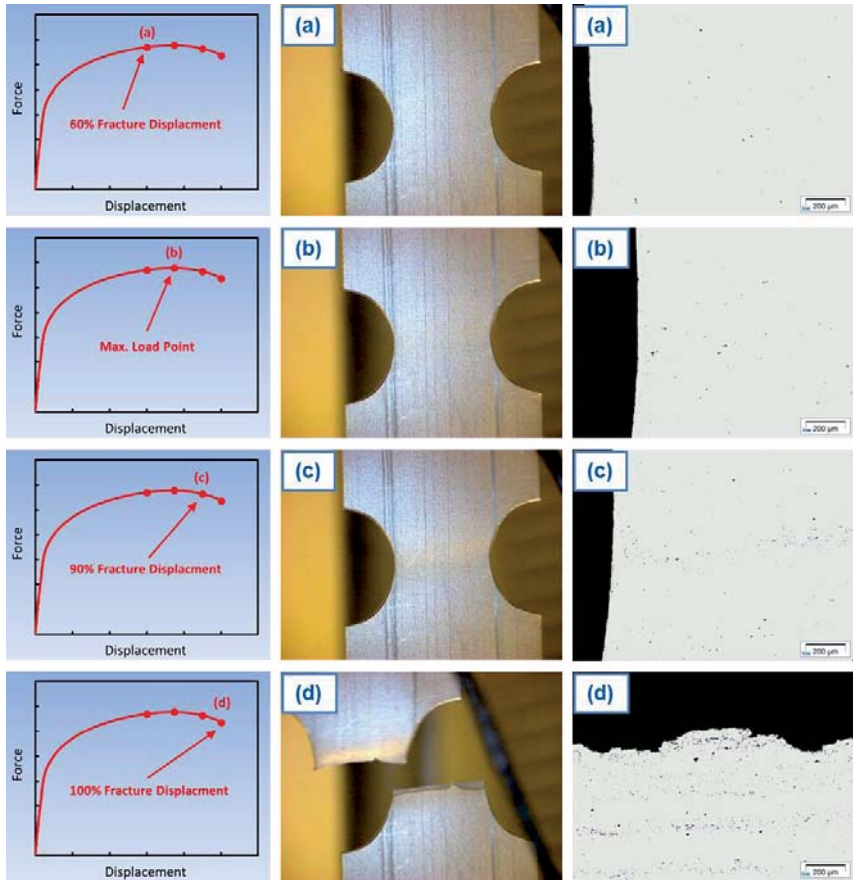 (a)
Force
60% Fracture Displacment
Displacement
(a)
(a)
200 µm
(b)
Force
Max. Load Point
Displacement
(b)
(b)
200 µm
(c)
Force
90% Fracture Displacment
Displacement
(c)
(c)
200 µm
(d)
Force
100% Fracture Displacment
Displacement
(d)
(d)
200 µm